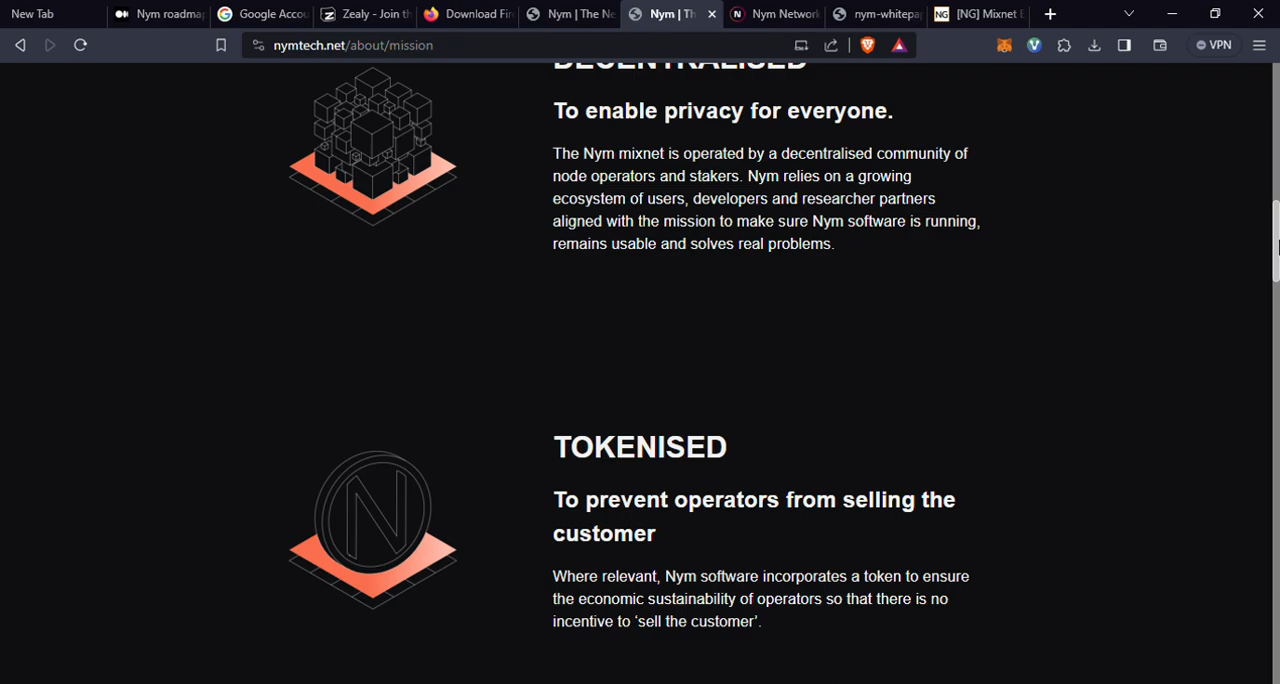 New Tab
Nym roadmap
Google Accou
Zealy - Join th
Download Fir
Nym | The Ne
Nym | Th
Nym Network
nym-whitepap
[NG] Mixnet E
nymtech.net/about/mission
VPN
DECENTRALISED
To enable privacy for everyone.
The Nym mixnet is operated by a decentralised community of
node operators and stakers. Nym relies on a growing
ecosystem of users, developers and researcher partners
aligned with the mission to make sure Nym software is running,
remains usable and solves real problems.
TOKENISED
To prevent operators from selling the
customer
Where relevant, Nym software incorporates a token to ensure
the economic sustainability of operators so that there is no
incentive to ‘sell the customer’.